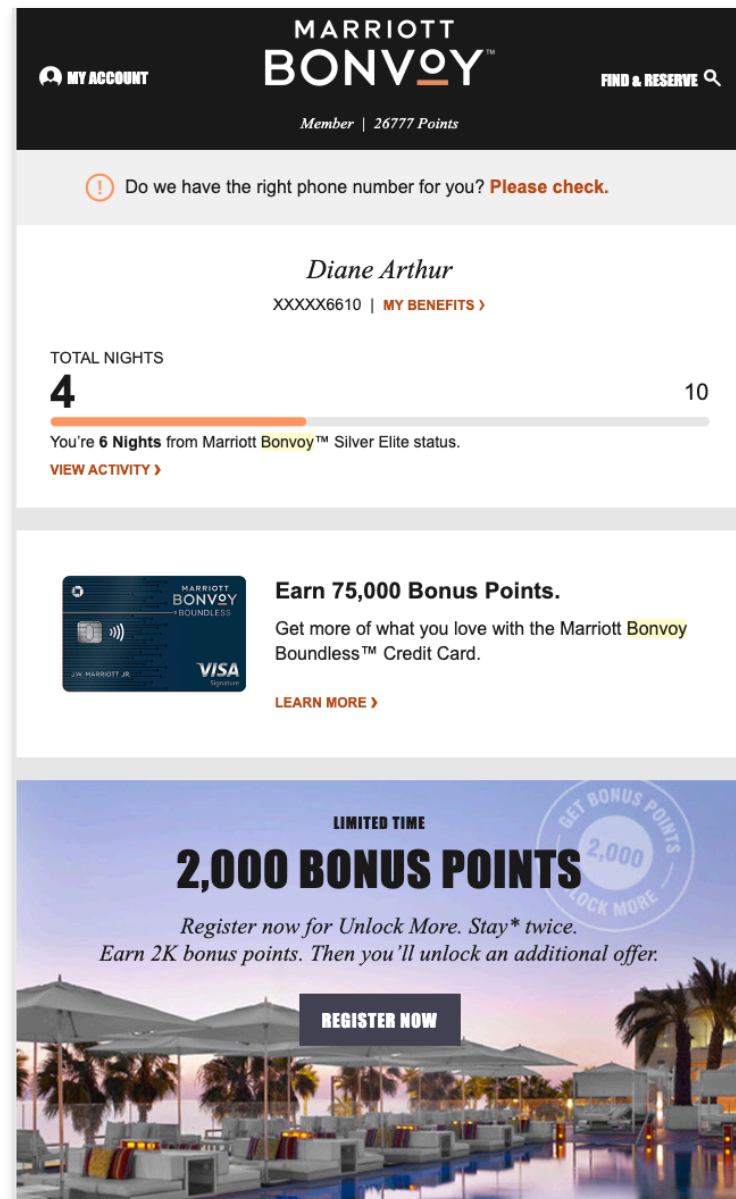 MARRIOTT
BONVOY™
MY ACCOUNT
FIND & RESERVE
Member | 26777 Points
Do we have the right phone number for you? Please check.
Diane Arthur
XXXXX6610 | MY BENEFITS ›
TOTAL NIGHTS
4
10
You're 6 Nights from Marriott Bonvoy™ Silver Elite status.
VIEW ACTIVITY ›
MARRIOTT
BONVOY
BOUNDLESS
J.W. MARRIOTT JR.
VISA
Signature
Earn 75,000 Bonus Points.
Get more of what you love with the Marriott Bonvoy
Boundless™ Credit Card.
LEARN MORE ›
GET BONUS POINTS
2,000
UNLOCK MORE
LIMITED TIME
2,000 BONUS POINTS
Register now for Unlock More. Stay* twice.
Earn 2K bonus points. Then you'll unlock an additional offer.
REGISTER NOW